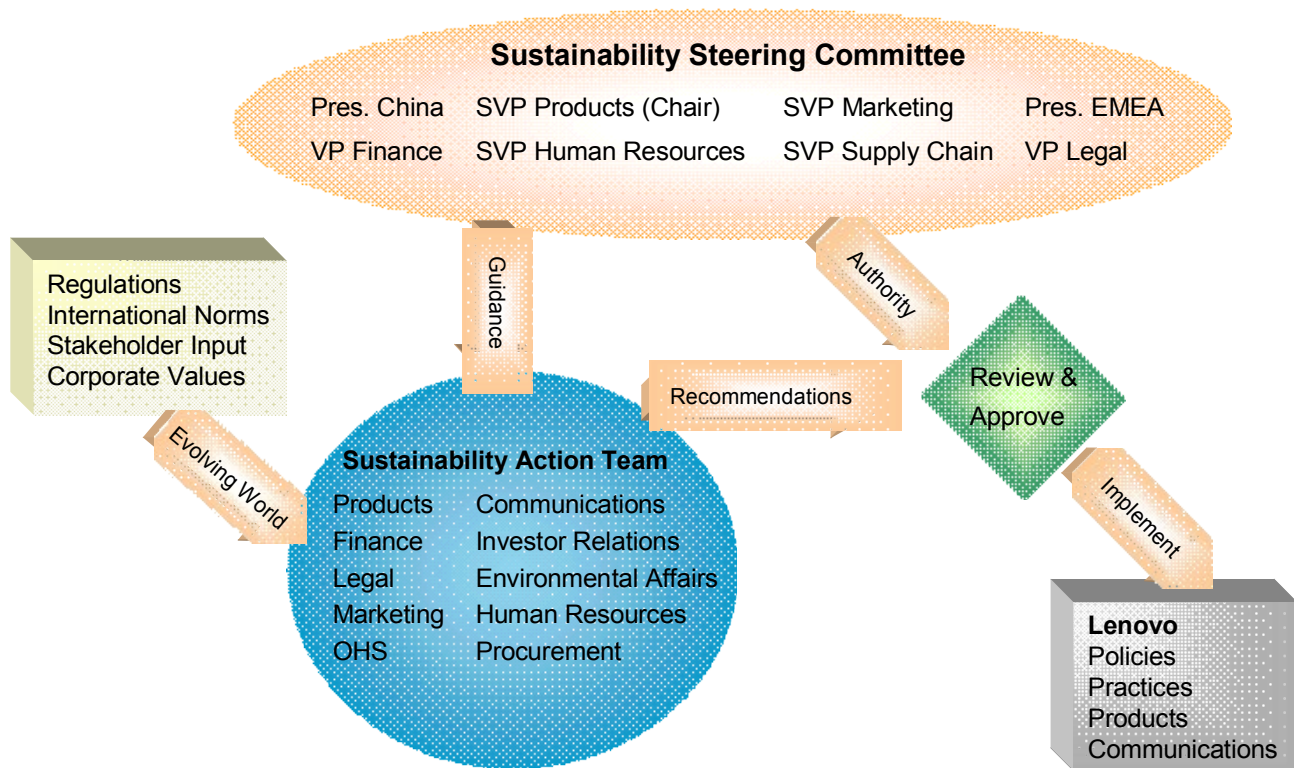 Sustainability Steering Committee
Pres. China SVP Products (Chair) SVP Marketing Pres. EMEA
VP Finance SVP Human Resources SVP Supply Chain VP Legal
Guidance
Authority
Regulations
International Norms
Stakeholder Input
Corporate Values
Evolving World
Recommendations
Review &
Approve
Sustainability Action Team
Products Communications
Finance Investor Relations
Legal Environmental Affairs
Marketing Human Resources
OHS Procurement
Implement
Lenovo
Policies
Practices
Products
Communications